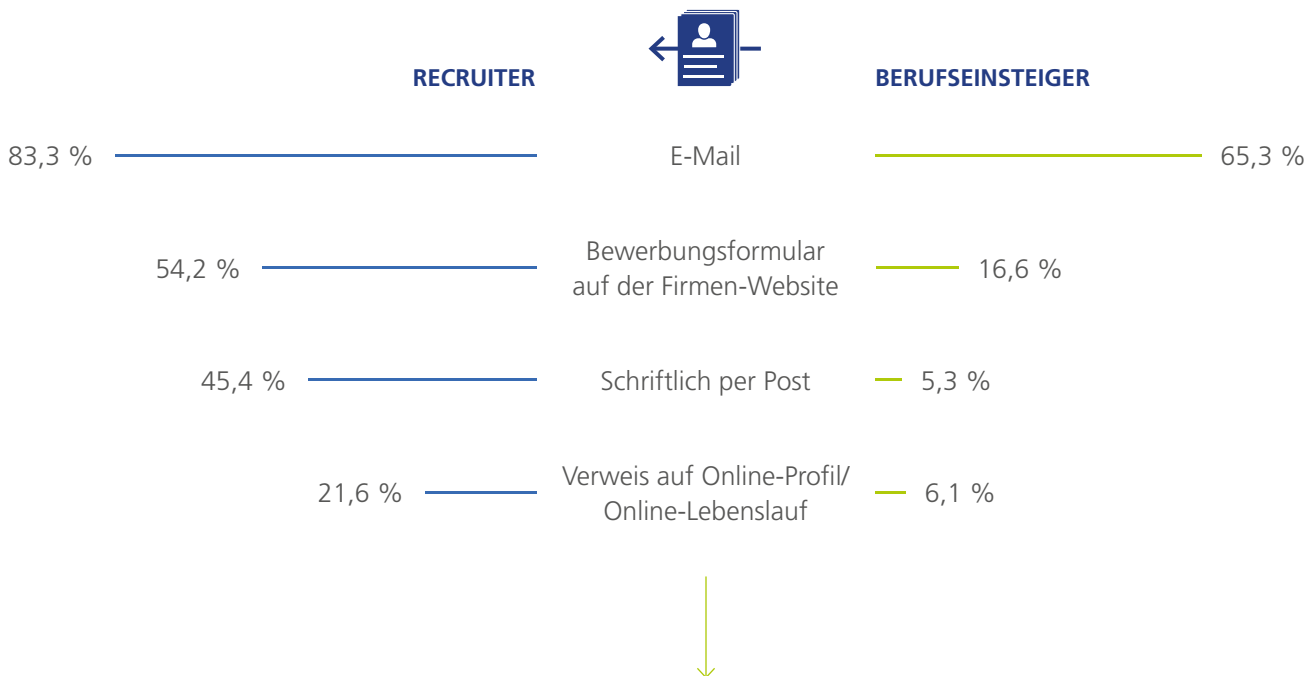 RECRUITER
BERUFSEINSTEIGER
83,3 %
E-Mail
65,3 %
54,2 %
Bewerbungsformular
auf der Firmen-Website
16,6 %
45,4 %
Schriftlich per Post
5,3 %
21,6 %
Verweis auf Online-Profil/
Online-Lebenslauf
6,1 %